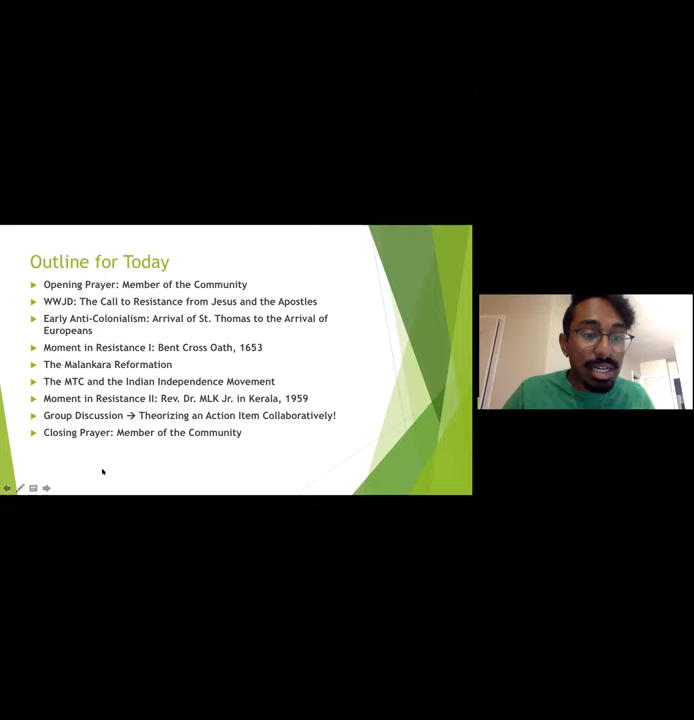 Outline for Today
Opening Prayer: Member of the Community
WWJD: The Call to Resistance from Jesus and the Apostles
Early Anti-Colonialism: Arrival of St. Thomas to the Arrival of
Europeans
Moment in Resistance I: Bent Cross Oath, 1653
The Malankara Reformation
The MTC and the Indian Independence Movement
Moment in Resistance II: Rev. Dr. MLK Jr. in Kerala, 1959
Group Discussion → Theorizing an Action Item Collaboratively!
Closing Prayer: Member of the Community